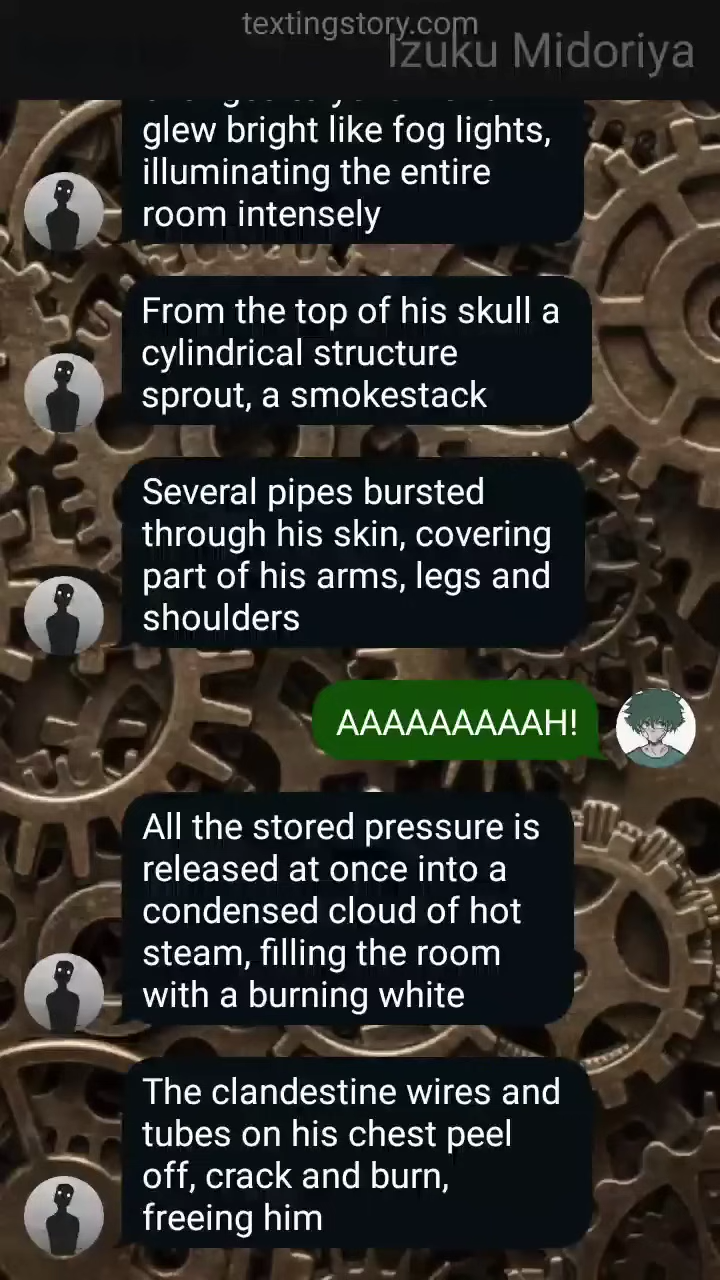 textingstory.com
Izuku Midoriya
glew bright like fog lights,
illuminating the entire
room intensely
From the top of his skull a
cylindrical structure
sprout, a smokestack
Several pipes bursted
through his skin, covering
part of his arms, legs and
shoulders
AAAAAAAAAH!
All the stored pressure is
released at once into a
condensed cloud of hot
steam, filling the room
with a burning white
The clandestine wires and
tubes on his chest peel
off, crack and burn,
freeing him